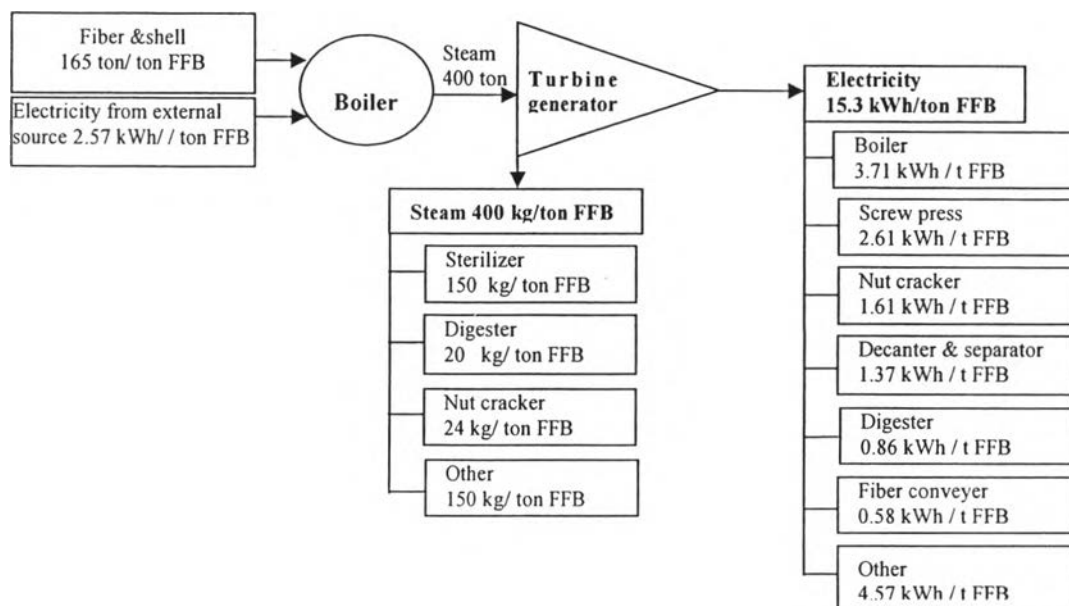 Fiber &shell
165 ton/ ton FFB
Electricity from external
source 2.57 kWh/ / ton FFB
Boiler
Steam
400 ton
Turbine
generator
Electricity
15.3 kWh/ton FFB
Boiler
3.71 kWh / t FFB
Screw press
2.61 kWh / t FFB
Nut cracker
1.61 kWh / t FFB
Decanter & separator
1.37 kWh / t FFB
Digester
0.86 kWh / t FFB
Fiber conveyer
0.58 kWh / t FFB
Other
4.57 kWh / t FFB
Steam 400 kg/ton FFB
Sterilizer
150 kg/ ton FFB
Digester
20 kg/ ton FFB
Nut cracker
24 kg/ ton FFB
Other
150 kg/ ton FFB